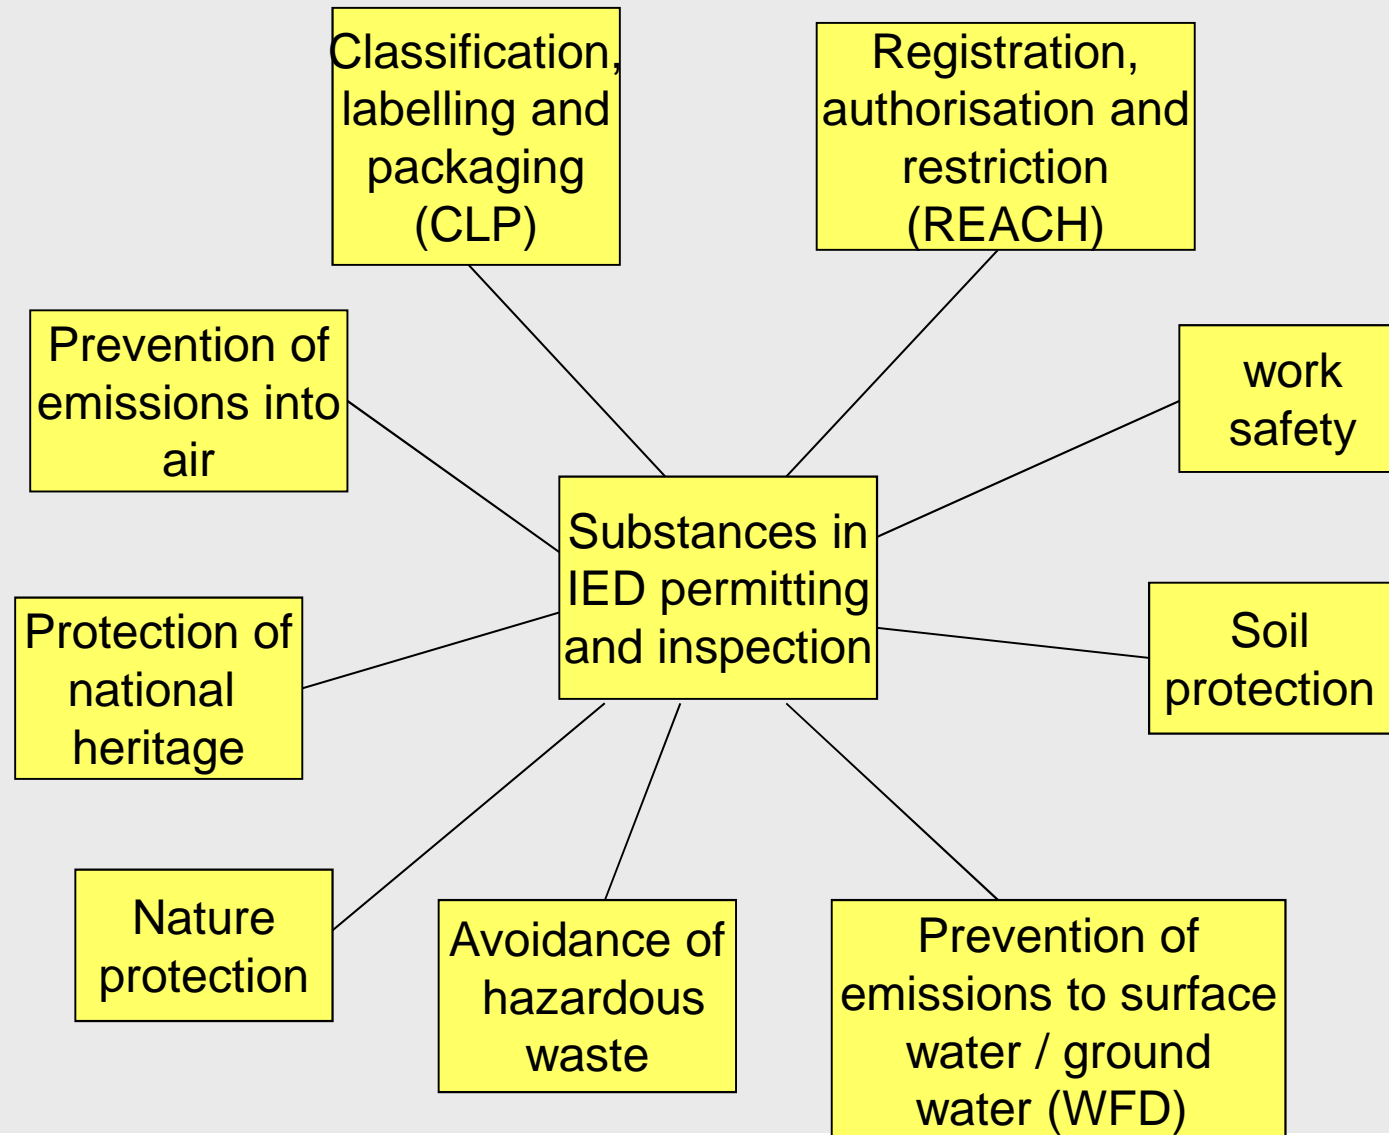 Classification,
labelling and
packaging
(CLP)
Registration,
authorisation and
restriction
(REACH)
Prevention of
emissions into
air
work
safety
Substances in
IED permitting
and inspection
Protection of
national
heritage
Soil
protection
Nature
protection
Avoidance of
hazardous
waste
Prevention of
emissions to surface
water / ground
water (WFD)